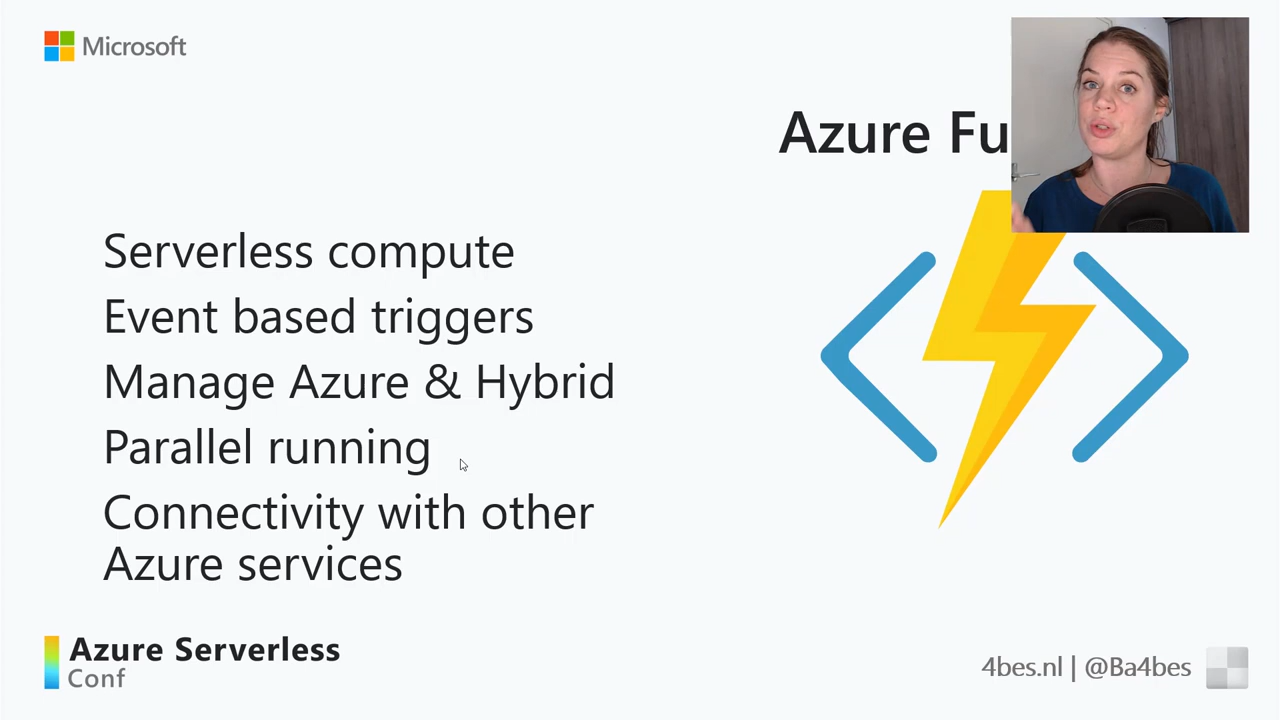 Microsoft
Azure Fu
Serverless compute
Event based triggers
Manage Azure & Hybrid
Parallel running
Connectivity with other
Azure services
Azure Serverless
Conf
4bes.nl | @Ba4bes